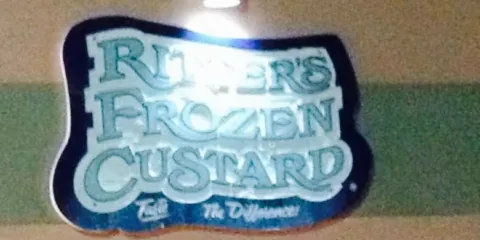 RITTER'S
FROZEN
CUSTARD
Taste The Difference!